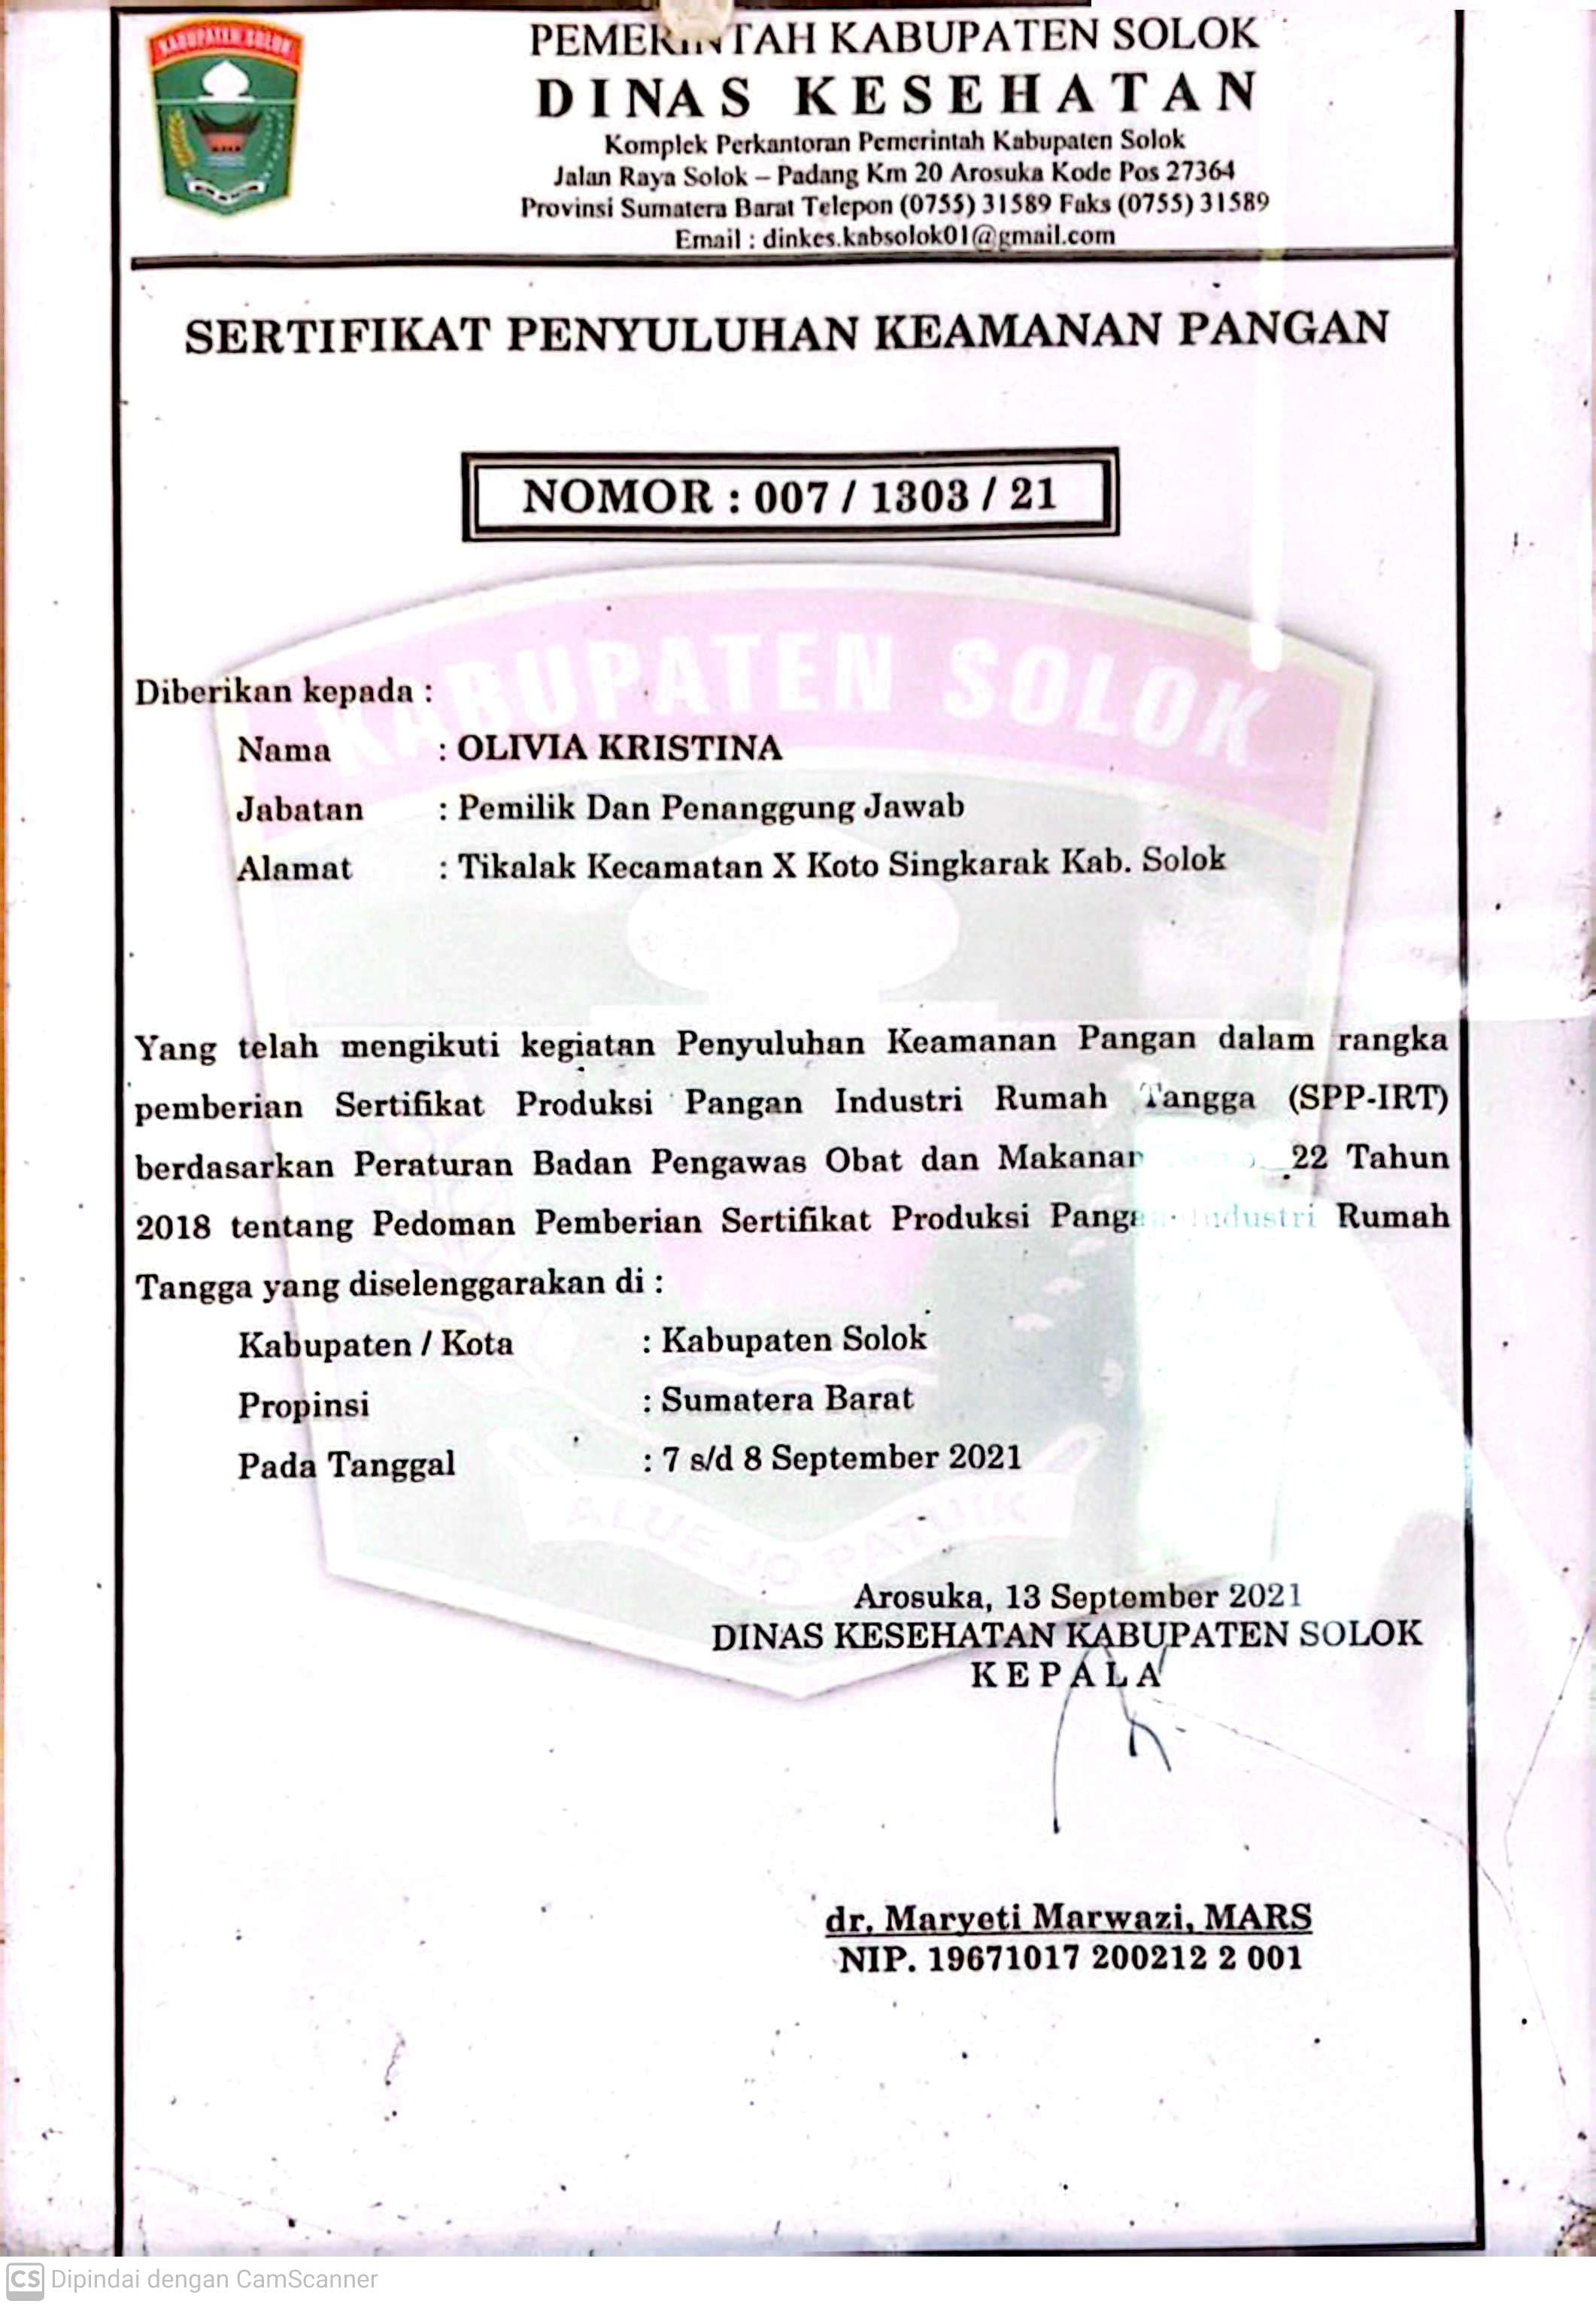 KABUPATEN SOLOK
PEMERINTAH KABUPATEN SOLOK
DINAS KESEHATAN
Komplek Perkantoran Pemerintah Kabupaten Solok
Jalan Raya Solok – Padang Km 20 Arosuka Kode Pos 27364
Provinsi Sumatera Barat Telepon (0755) 31589 Faks (0755) 31589
Email : dinkes.kabsolok01@gmail.com
SERTIFIKAT PENYULUHAN KEAMANAN PANGAN
NOMOR : 007 / 1303 / 21
KABUPATEN SOLOK
Diberikan kepada :
Nama : OLIVIA KRISTINA
Jabatan : Pemilik Dan Penanggung Jawab
Alamat : Tikalak Kecamatan X Koto Singkarak Kab. Solok
Yang telah mengikuti kegiatan Penyuluhan Keamanan Pangan dalam rangka
pemberian Sertifikat Produksi Pangan Industri Rumah Tangga (SPP-IRT)
berdasarkan Peraturan Badan Pengawas Obat dan Makanan 22 Tahun
2018 tentang Pedoman Pemberian Sertifikat Produksi Pangan Industri Rumah
Tangga yang diselenggarakan di :
Kabupaten / Kota : Kabupaten Solok
Propinsi : Sumatera Barat
Pada Tanggal : 7 s/d 8 September 2021
ALUE JO PATUIK
Arosuka, 13 September 2021
DINAS KESEHATAN KABUPATEN SOLOK
KEPALA
dr. Maryeti Marwazi, MARS
NIP. 19671017 200212 2 001
CS Dipindai dengan CamScanner